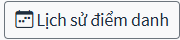 Lịch sử điểm danh